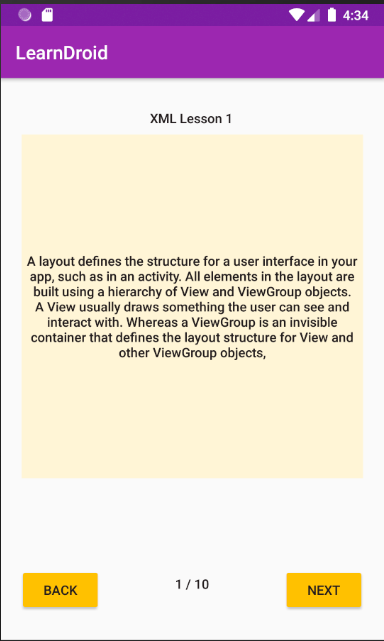 4:34
LearnDroid
XML Lesson 1
A layout defines the structure for a user interface in your
app, such as in an activity. All elements in the layout are
built using a hierarchy of View and ViewGroup objects.
A View usually draws something the user can see and
interact with. Whereas a ViewGroup is an invisible
container that defines the layout structure for View and
other ViewGroup objects,
BACK
1 / 10
NEXT